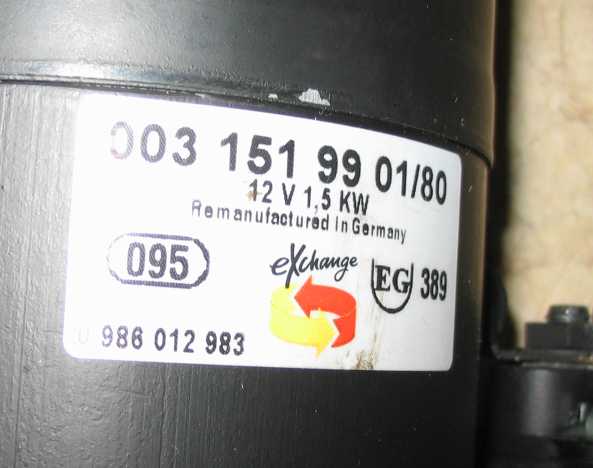 003 151 99 01/80
12 V 1,5 KW
Remanufactured in Germany
095
eXchange
EG 389
0 986 012 983